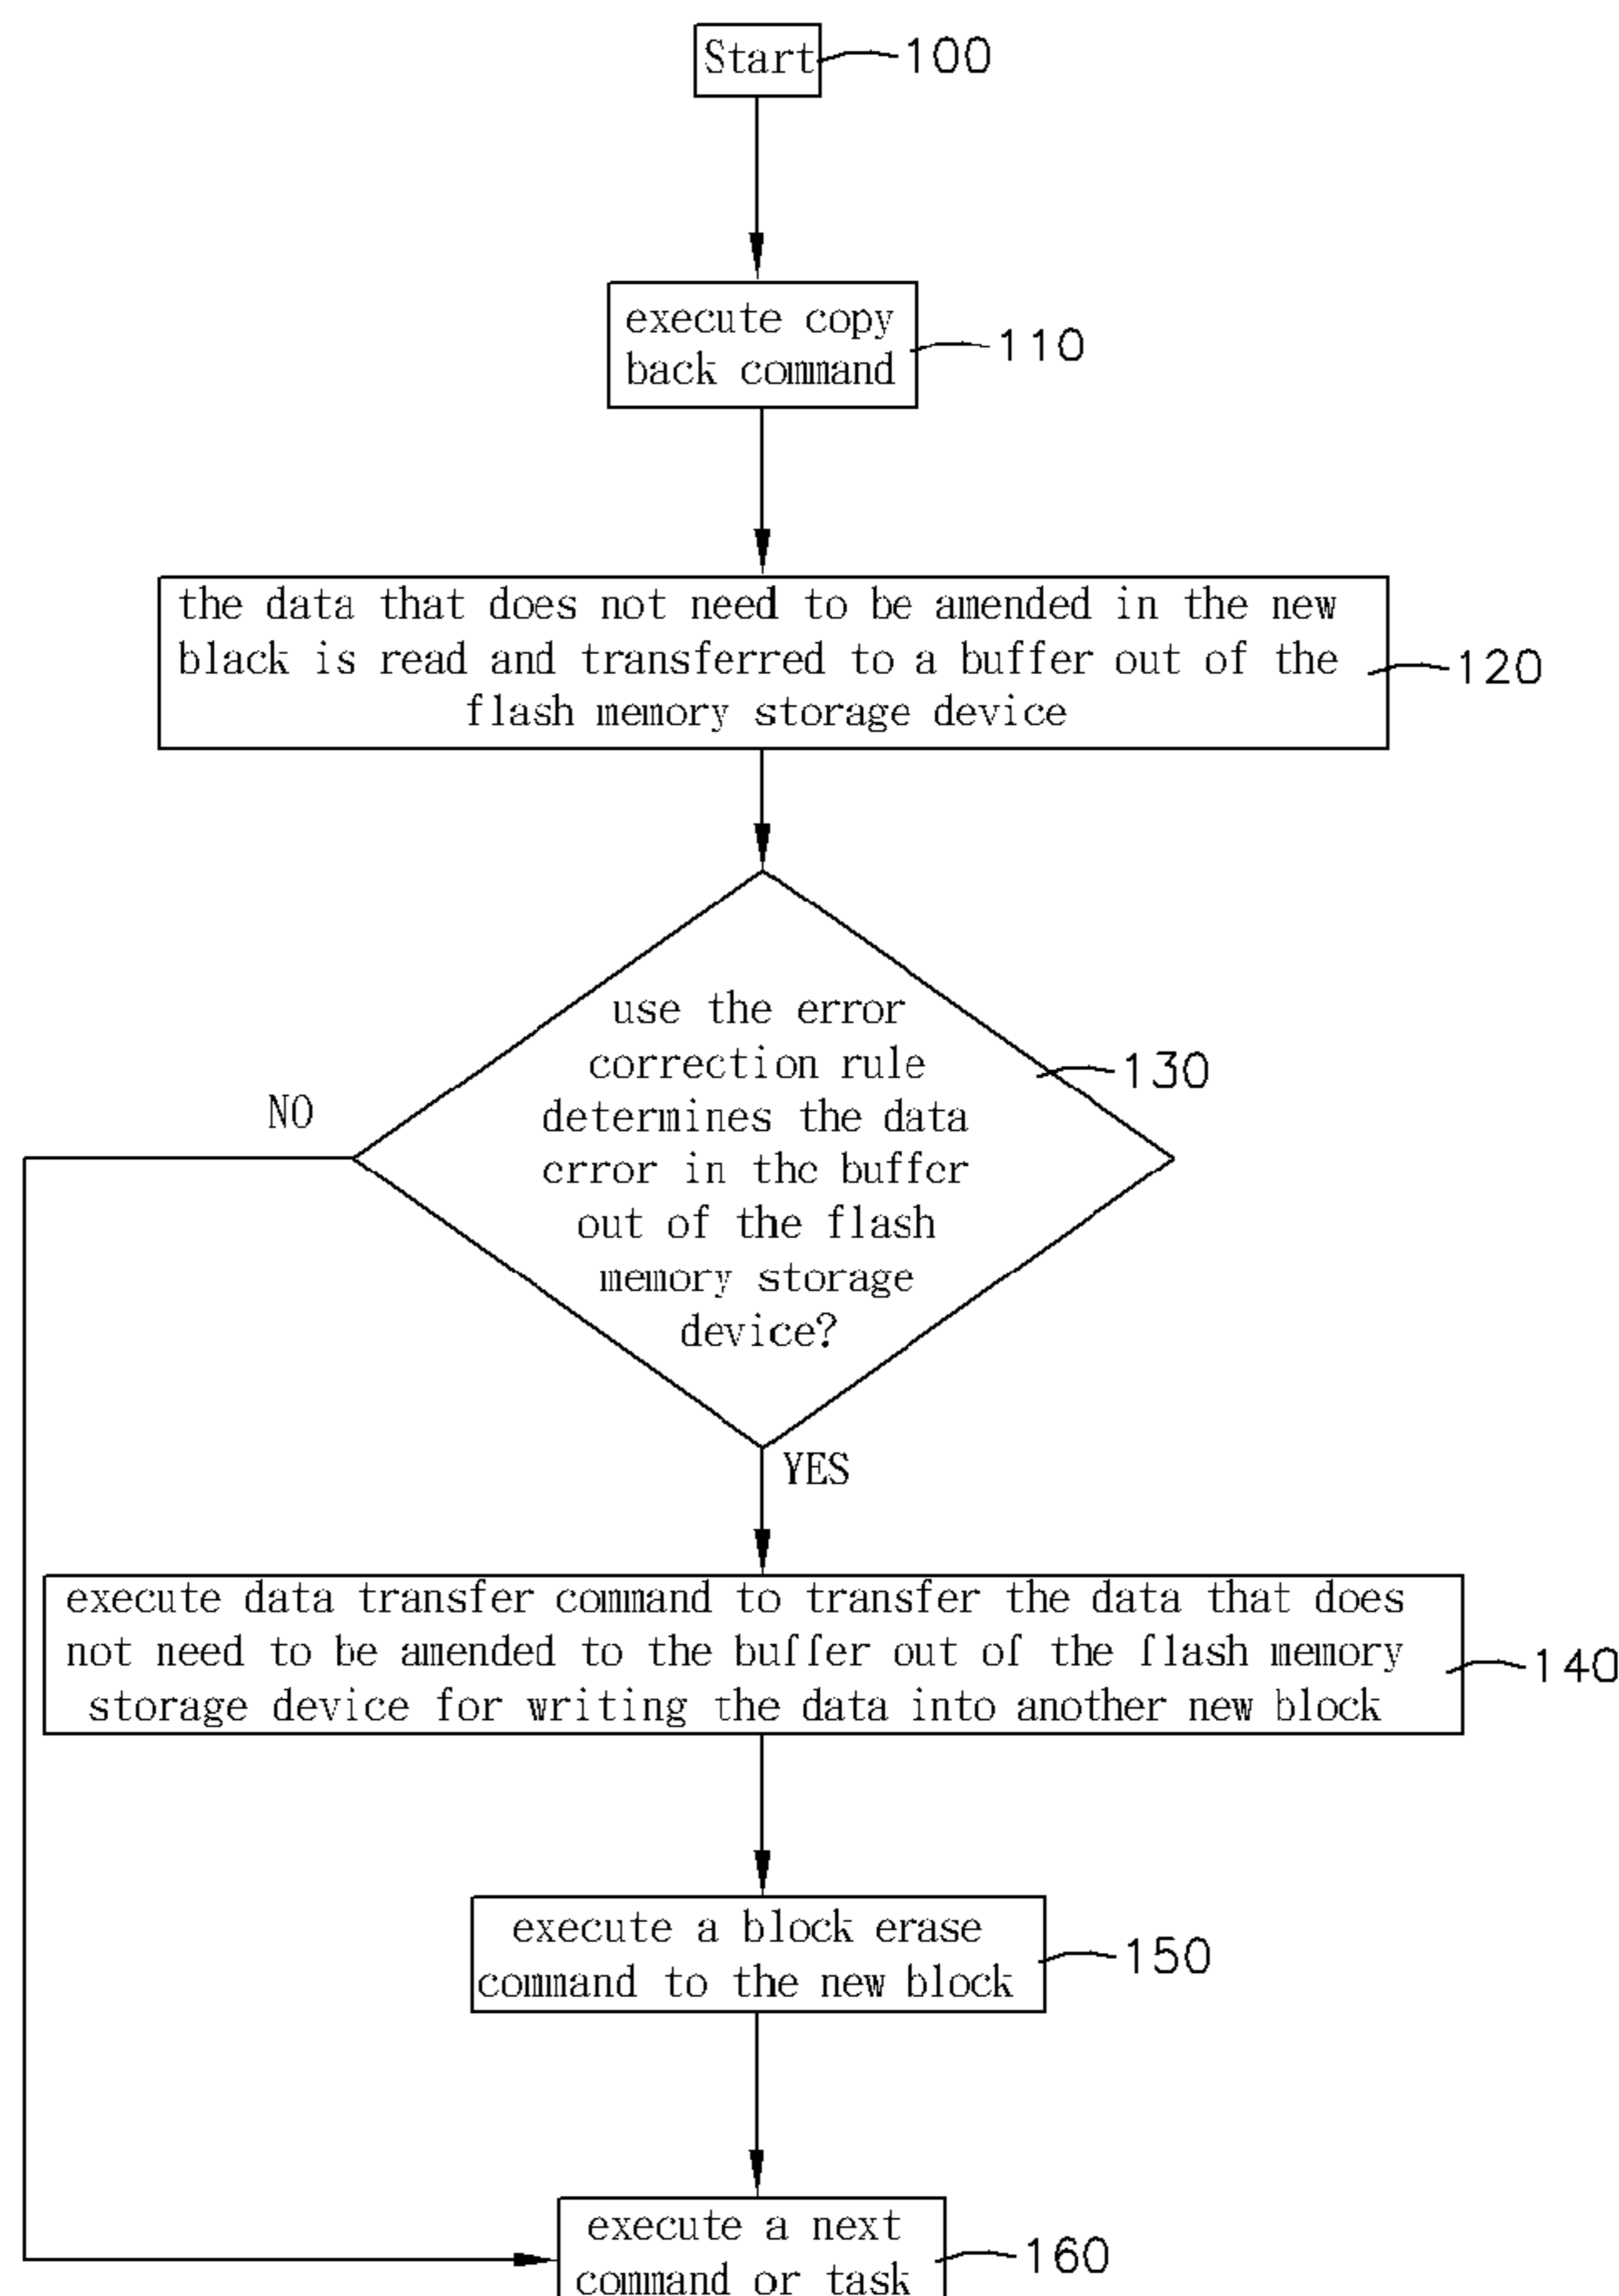 Start 100
execute copy
back command
110
the data that does not need to be amended in the new
black is read and transferred to a buffer out of the
flash memory storage device
120
use the error
correction rule
determines the data
error in the buffer
out of the flash
memory storage
device?
130
NO
YES
execute data transfer command to transfer the data that does
not need to be amended to the buffer out of the flash memory
storage device for writing the data into another new block
140
execute a block erase
command to the new block
150
execute a next
command or task
160